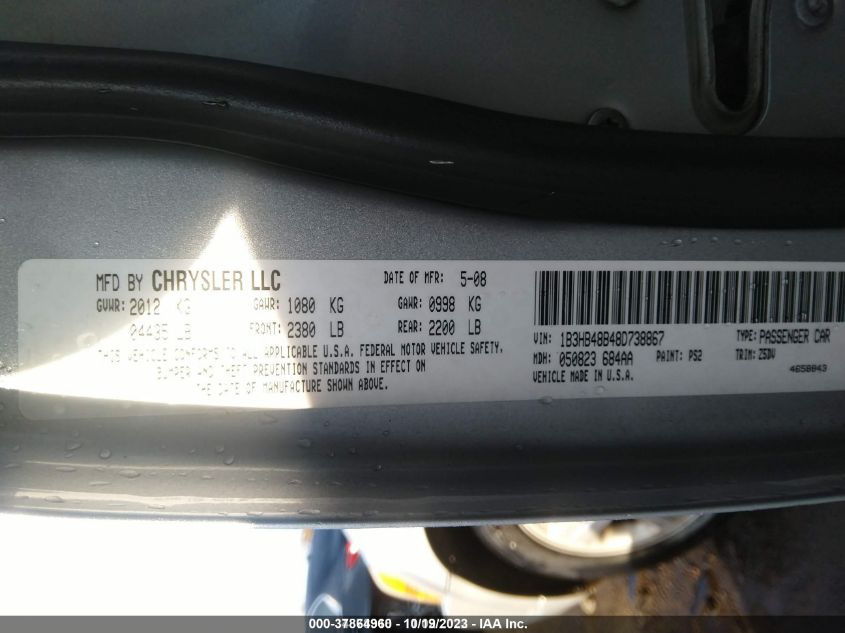 MFD BY CHRYSLER LLC DATE OF MFR: 5-08
GVWR: 2012 KG GAWR: 1080 KG GAWR: 0998 KG
04435 LB FRONT: 2380 LB REAR: 2200 LB
THIS VEHICLE CONFORMS TO ALL APPLICABLE U.S.A. FEDERAL MOTOR VEHICLE SAFETY,
BUMPER AND THEFT PREVENTION STANDARDS IN EFFECT ON
THE DATE OF MANUFACTURE SHOWN ABOVE.
VIN: 1B3HB48B48D738867 TYPE: PASSENGER CAR
MDH: 050823 684AA PAINT: PS2 TRIM: Z5DV
VEHICLE MADE IN U.S.A. 4658843
000-37864960 - 10/19/2023 - IAA Inc.